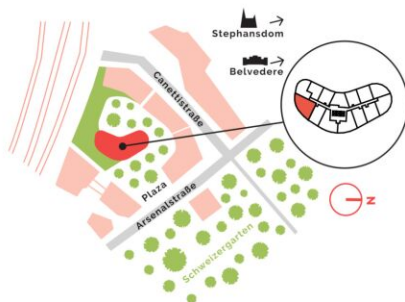 Stephansdom
Belvedere
Canettistraße
Plaza
Arsenalstraße
Schweizergarten
N